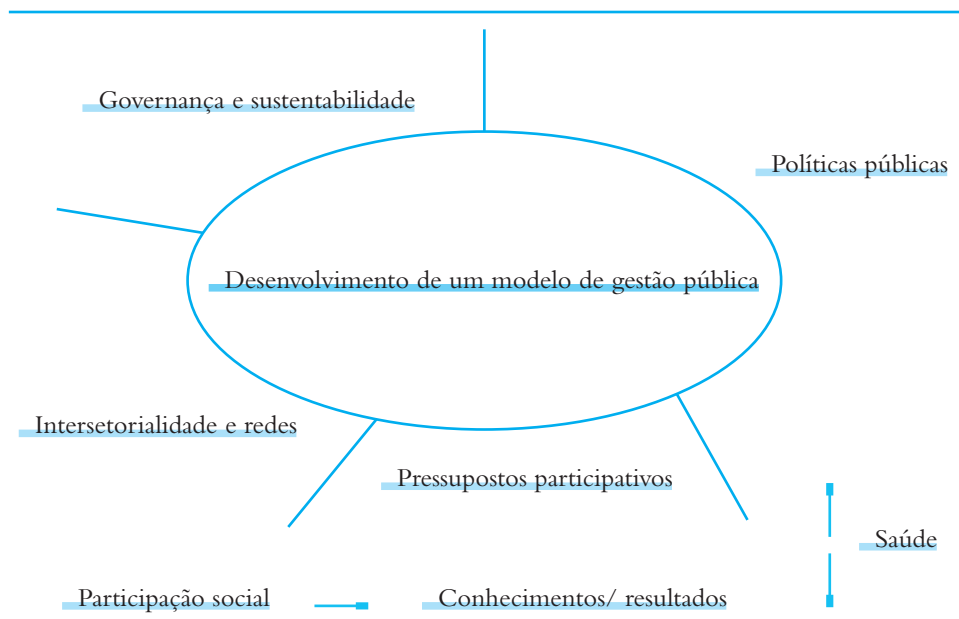 Governança e sustentabilidade
Políticas públicas
Desenvolvimento de um modelo de gestão pública
Intersetorialidade e redes
Pressupostos participativos
Saúde
Participação social
Conhecimentos/ resultados